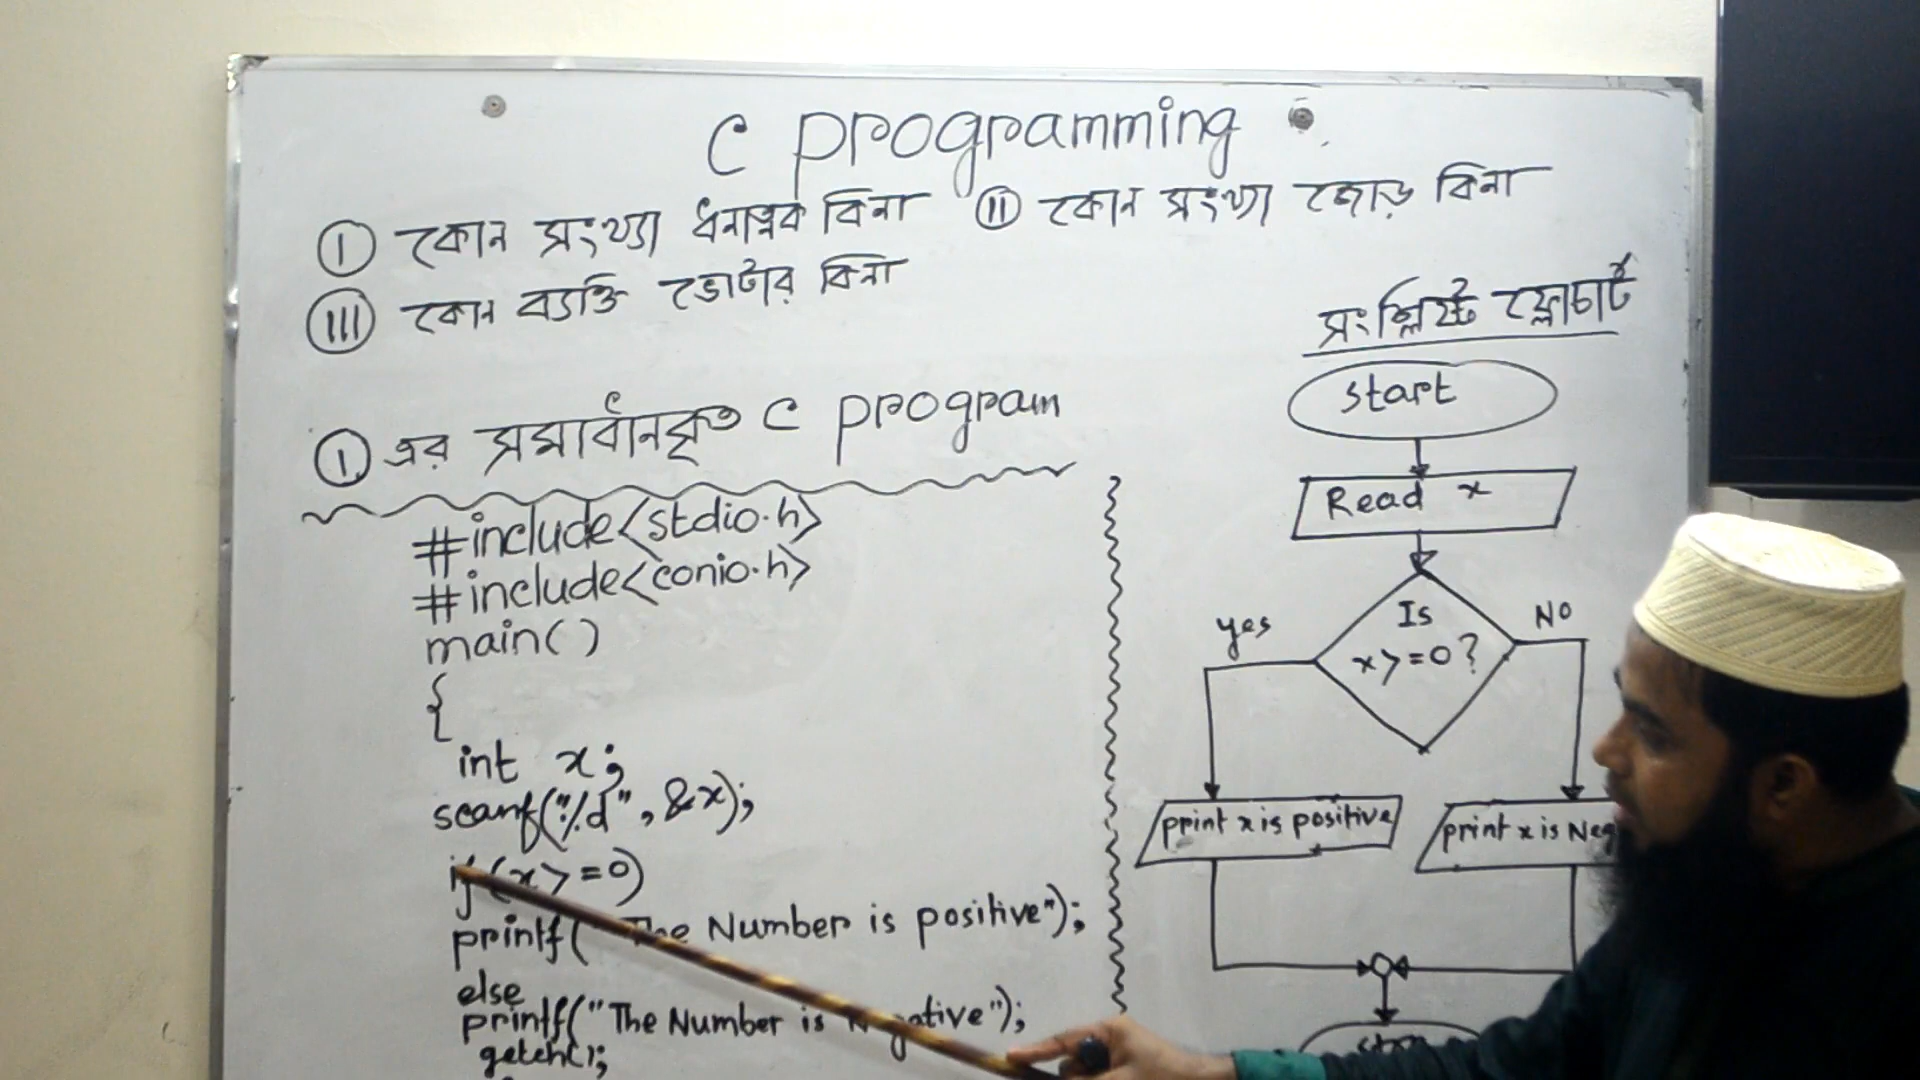 C programming
① কোন সংখ্যা ধনাত্নক কিনা ② কোন সংখ্যা জোড় কিনা
③ কোন ব্যক্তি ভোটার কিনা
① এর সমাধানকৃত C program
#include<stdio.h>
#include<conio.h>
main()
{
int x;
scanf("%d", &x);
if(x>=0)
printf("The Number is positive");
else
printf("The Number is Negative");
getch();
সংশ্লিষ্ট ফ্লোচার্ট
start
Read x
Is
x>=0?
yes
NO
print x is positive
print x is Neg
stop